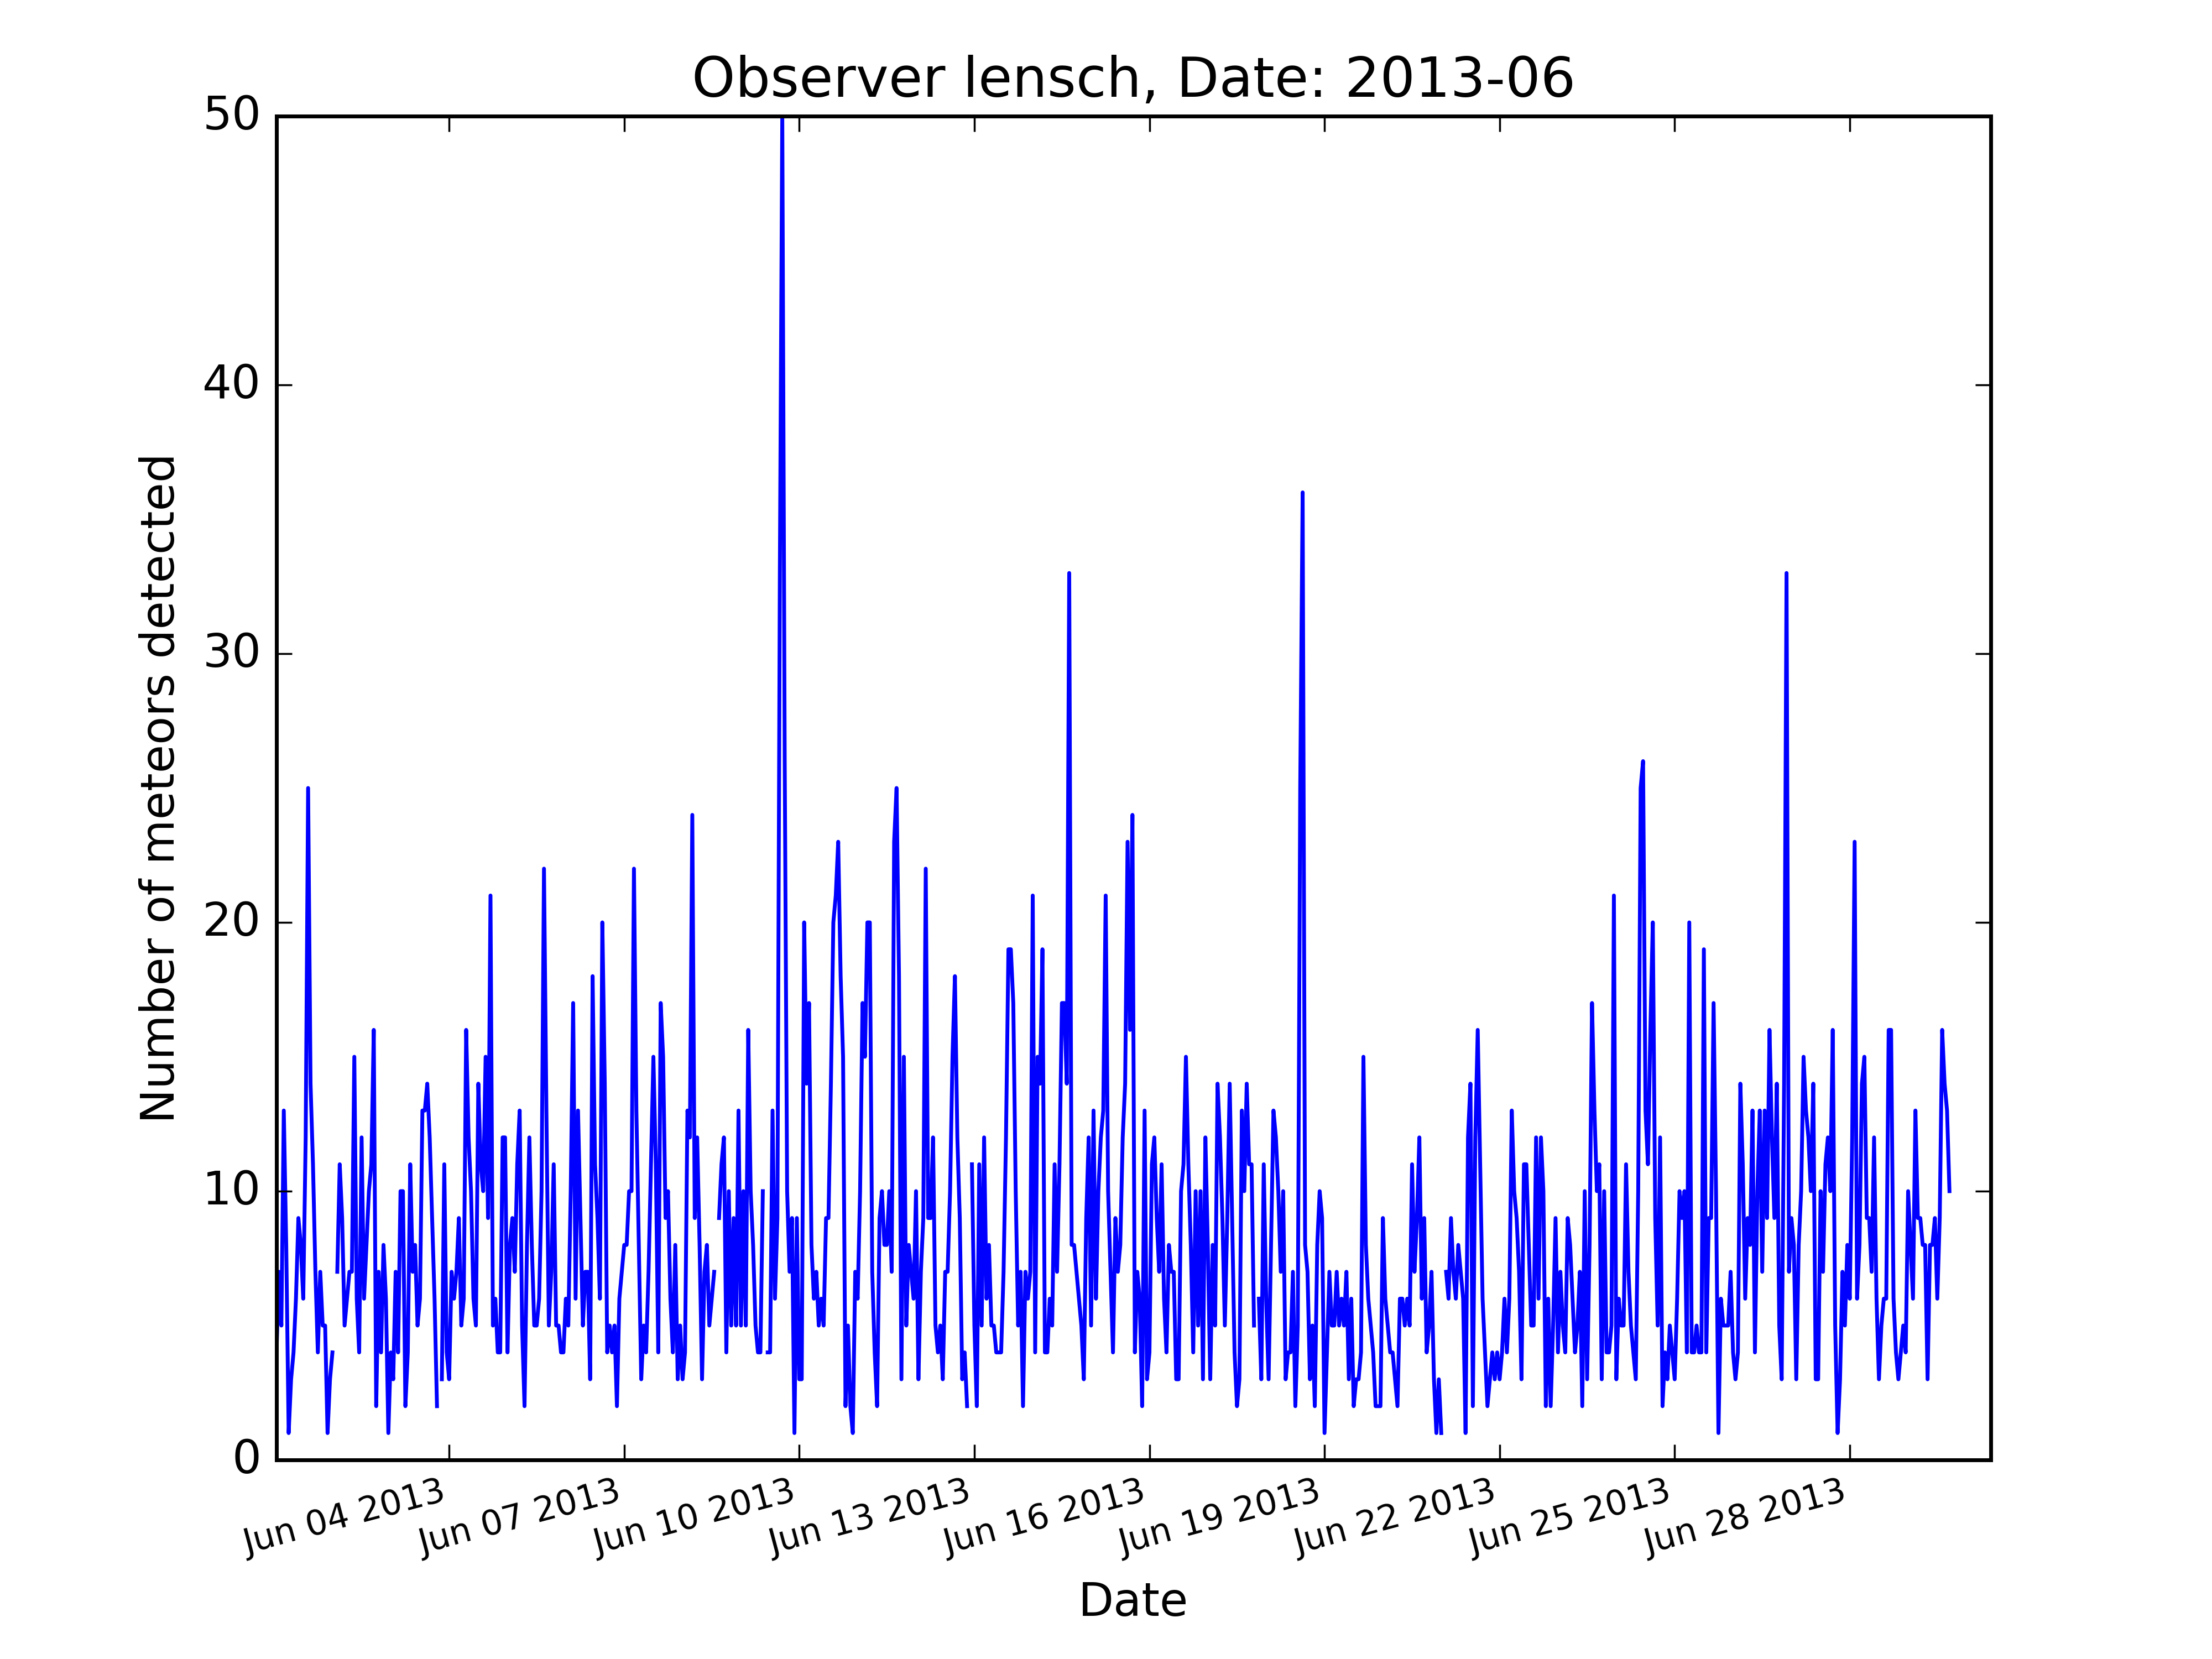 Observer lensch, Date: 2013-06
50
40
30
20
10
0
Number of meteors detected
Jun 04 2013
Jun 07 2013
Jun 10 2013
Jun 13 2013
Jun 16 2013
Jun 19 2013
Jun 22 2013
Jun 25 2013
Jun 28 2013
Date